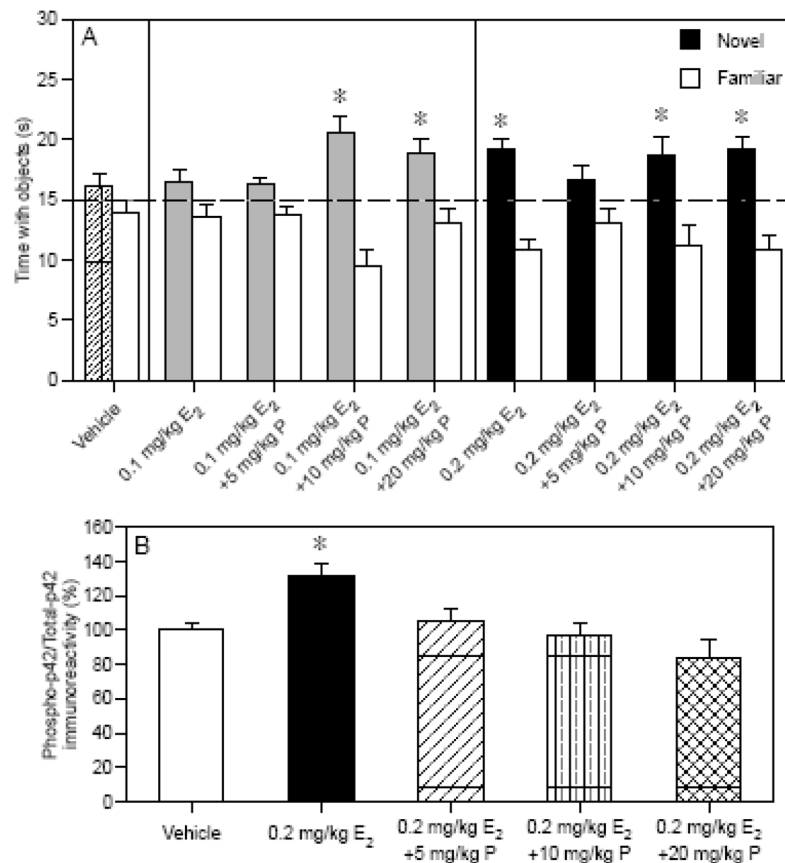 A
30
25
20
15
10
5
0
Time with objects (s)
Novel
Familiar
* * * * *
Vehicle
0.1 mg/kg E₂
0.1 mg/kg E₂
+5 mg/kg P
0.1 mg/kg E₂
+10 mg/kg P
0.1 mg/kg E₂
+20 mg/kg P
0.2 mg/kg E₂
0.2 mg/kg E₂
+5 mg/kg P
0.2 mg/kg E₂
+10 mg/kg P
0.2 mg/kg E₂
+20 mg/kg P
B
160
140
120
100
80
60
40
20
0
Phospho-p42/Total-p42
immunoreactivity (%)
*
Vehicle
0.2 mg/kg E₂
0.2 mg/kg E₂
+5 mg/kg P
0.2 mg/kg E₂
+10 mg/kg P
0.2 mg/kg E₂
+20 mg/kg P